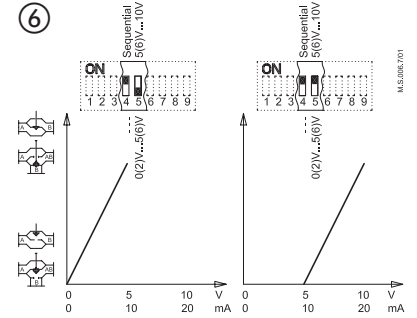 6
Sequential
5(6)V...10V
Sequential
5(6)V...10V
M.S.006.7/01
ON
1 2 3 4 5 6 7 8 9
ON
1 2 3 4 5 6 7 8 9
--- 0(2)V...5(6)V
--- 0(2)V...5(6)V
A B
A AB
B
A B
A AB
B
0 5 10 V
0 10 20 mA
0 5 10 V
0 10 20 mA